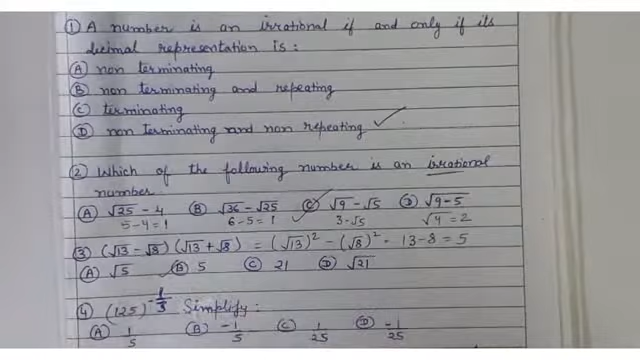 ① A number is an irrational if and only if its
decimal representation is :
Ⓐ non terminating
Ⓑ non terminating and repeating
Ⓒ terminating
Ⓓ non terminating and non repeating ✓
② Which of the following number is an irrational
number
Ⓐ √25 - 4 Ⓑ √36 - √25 Ⓒ √9 - √5 Ⓓ √9-5
5-4=1 6-5=1 3-√5 √4 = 2
③ (√13 - √8) (√13 + √8) = (√13)² - (√8)² - 13-8 = 5
Ⓐ √5 Ⓑ 5 Ⓒ 21 Ⓓ √21
④ (125)^-1/3 Simplify :
Ⓐ 1/5 Ⓑ -1/5 Ⓒ 1/25 Ⓓ -1/25